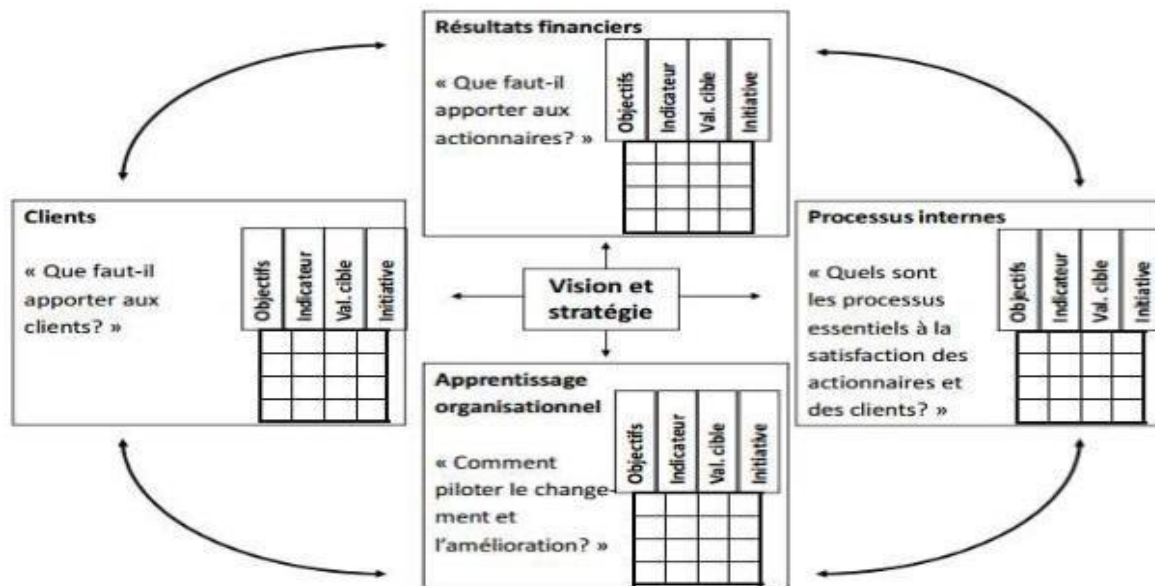 Résultats financiers
« Que faut-il
apporter aux
actionnaires? »
Objectifs
Indicateur
Val. cible
Initiative
Clients
« Que faut-il
apporter aux
clients? »
Objectifs
Indicateur
Val. cible
Initiative
Vision et
stratégie
Processus internes
« Quels sont
les processus
essentiels à la
satisfaction des
actionnaires et
des clients? »
Objectifs
Indicateur
Val. cible
Initiative
Apprentissage
organisationnel
« Comment
piloter le change-
ment et
l'amélioration? »
Objectifs
Indicateur
Val. cible
Initiative